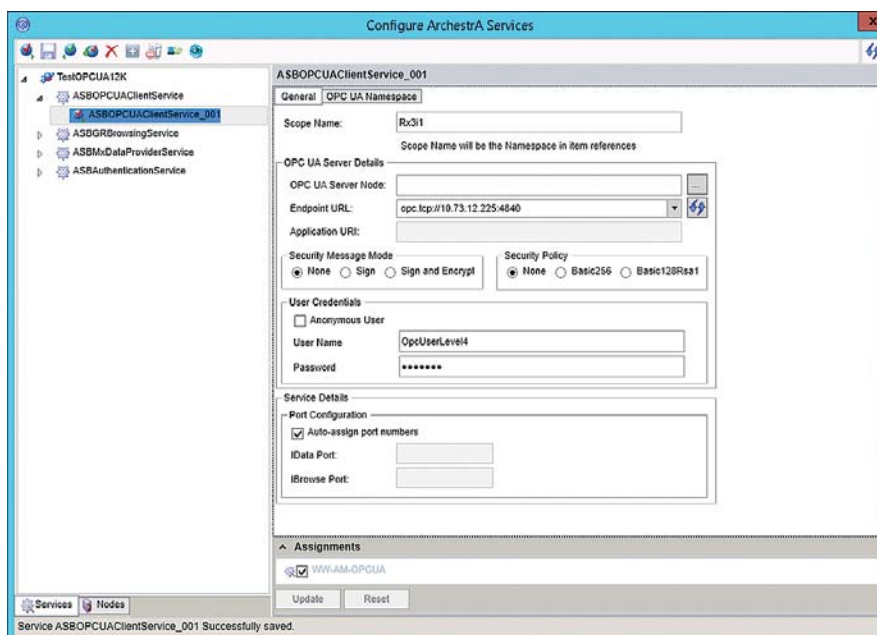 Configure ArchestrA Services
x
TestOPCUA12K
ASBOPCUAClientService
ASBOPCUAClientService_001
ASBGRBrowsingService
ASBMxDataProviderService
ASBAuthenticationService
ASBOPCUAClientService_001
General OPC UA Namespace
Scope Name: Rx3i1
Scope Name will be the Namespace in item references
OPC UA Server Details
OPC UA Server Node: ...
Endpoint URL: opc.tcp://10.73.12.225:4840
Application URI:
Security Message Mode
None Sign Sign and Encrypt
Security Policy
None Basic256 Basic128Rsa1
User Credentials
Anonymous User
User Name OpcUserLevel4
Password •••••••
Service Details
Port Configuration
Auto-assign port numbers
IData Port:
IBrowse Port:
Assignments
WW-AM-OPCUA
Update Reset
Services Nodes
Service ASBOPCUAClientService_001 Successfully saved.